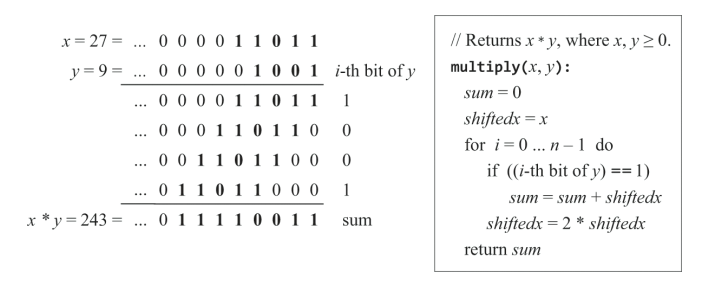 x = 27 = ... 0 0 0 0 1 1 0 1 1
y = 9 = ... 0 0 0 0 0 1 0 0 1 i-th bit of y
... 0 0 0 0 1 1 0 1 1 1
... 0 0 0 1 1 0 1 1 0 0
... 0 0 1 1 0 1 1 0 0 0
... 0 1 1 0 1 1 0 0 0 1
x * y = 243 = ... 0 1 1 1 1 0 0 1 1 sum
// Returns x * y, where x, y ≥ 0.
multiply(x, y):
sum = 0
shiftedx = x
for i = 0 ... n – 1 do
if ((i-th bit of y) == 1)
sum = sum + shiftedx
shiftedx = 2 * shiftedx
return sum